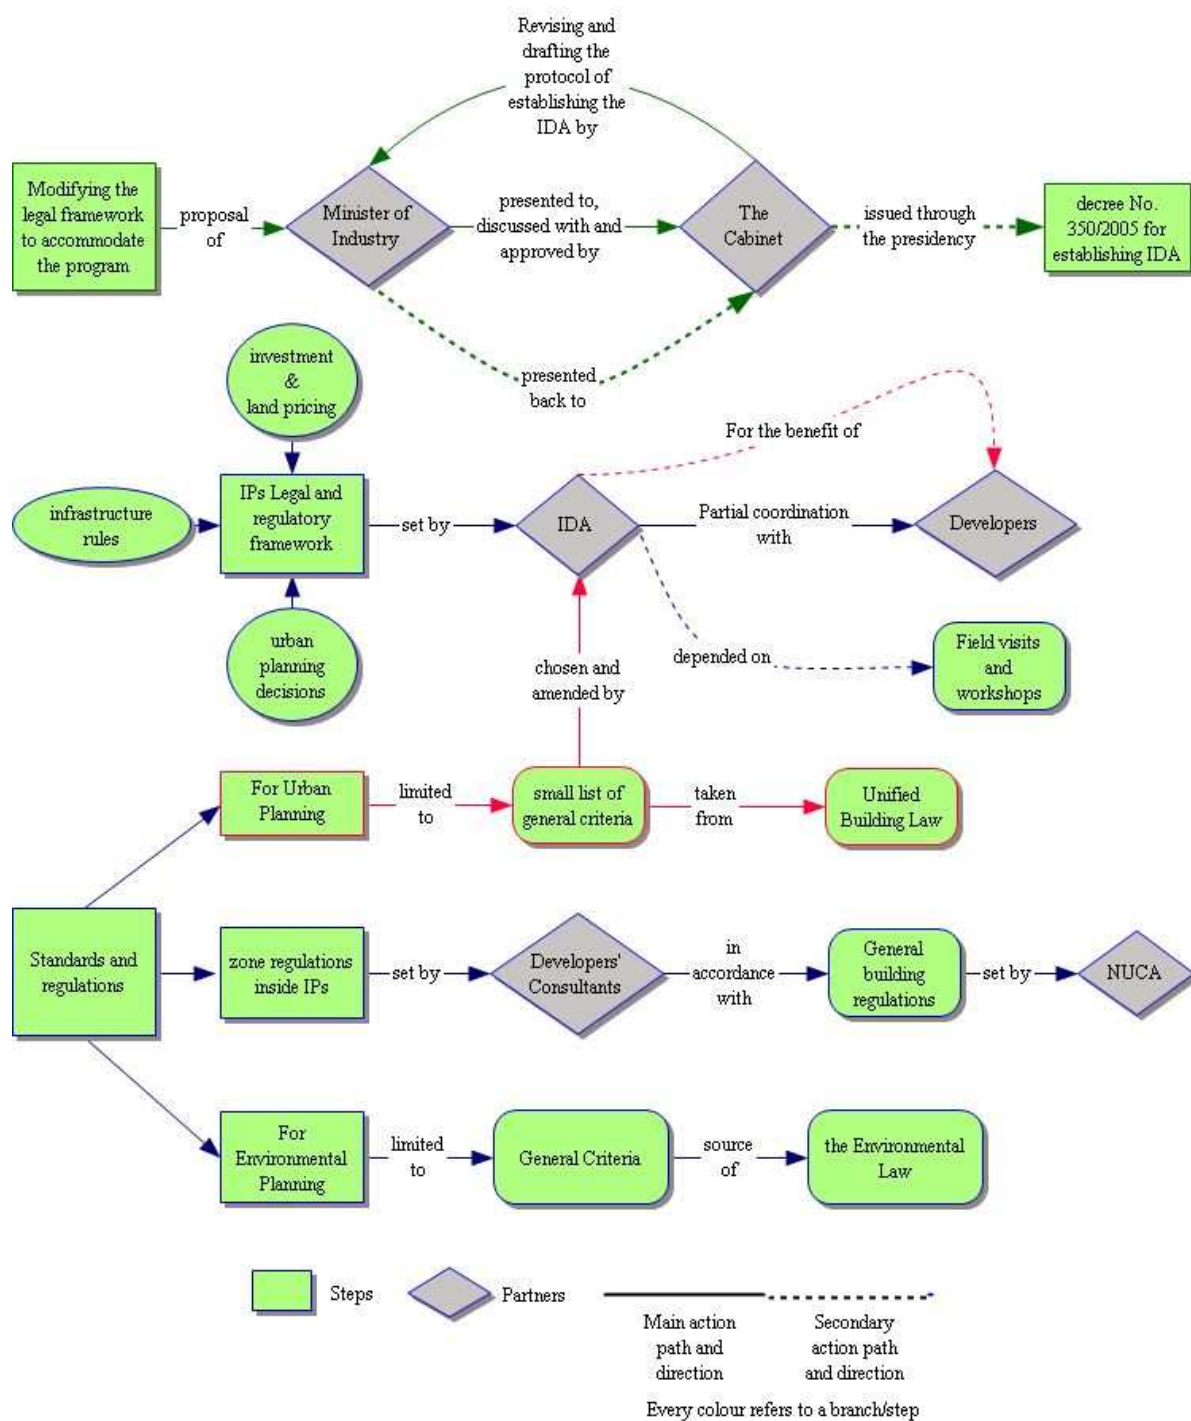 Revising and
drafting the
protocol of
establishing the
IDA by
Modifying the
legal framework
to accommodate
the program
proposal
of
Minister of
Industry
presented to,
discussed with and
approved by
The
Cabinet
issued through
the presidency
decree No.
350/2005 for
establishing IDA
presented
back to
investment
&
land pricing
For the benefit of
infrastructure
rules
IPs Legal and
regulatory
framework
set by
IDA
Partial coordination
with
Developers
urban
planning
decisions
chosen and
amended by
depended on
Field visits
and
workshops
For Urban
Planning
limited
to
small list of
general criteria
taken
from
Unified
Building Law
Standards and
regulations
zone regulations
inside IPs
set by
Developers'
Consultants
in
accordance
with
General
building
regulations
set by
NUCA
For
Environmental
Planning
limited
to
General Criteria
source
of
the Environmental
Law
Steps
Partners
Main action
path and
direction
Secondary
action path
and direction
Every colour refers to a branch/step